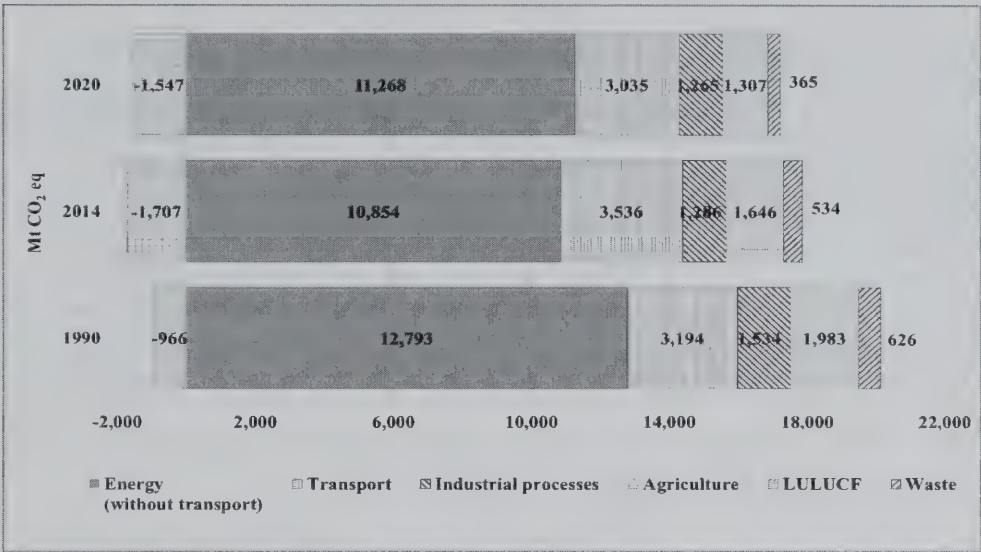 Mt CO₂ eq
2020 -1,547 11,268 3,035 1,265 1,307 365
2014 -1,707 10,854 3,536 1,286 1,646 534
1990 -966 12,793 3,194 1,534 1,983 626
-2,000 2,000 6,000 10,000 14,000 18,000 22,000
Energy Transport Industrial processes Agriculture LULUCF Waste
(without transport)